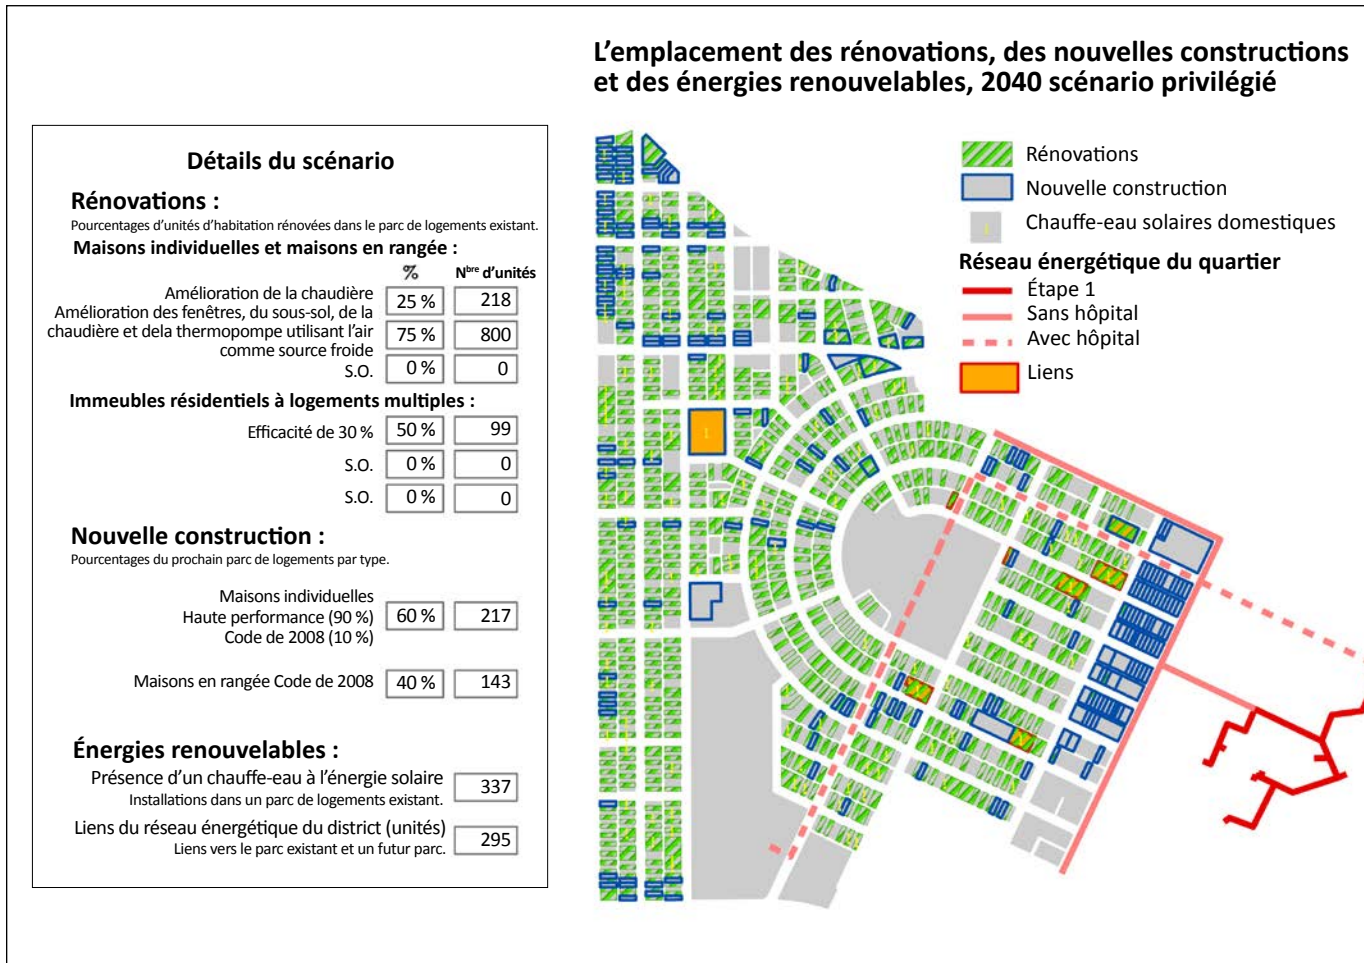 L’emplacement des rénovations, des nouvelles constructions
et des énergies renouvelables, 2040 scénario privilégié
Détails du scénario
Rénovations :
Pourcentages d’unités d’habitation rénovées dans le parc de logements existant.
Maisons individuelles et maisons en rangée :
% Nbre d’unités
Amélioration de la chaudière 25 % 218
Amélioration des fenêtres, du sous-sol, de la
chaudière et dela thermopompe utilisant l’air 75 % 800
comme source froide
S.O. 0 % 0
Immeubles résidentiels à logements multiples :
Efficacité de 30 % 50 % 99
S.O. 0 % 0
S.O. 0 % 0
Nouvelle construction :
Pourcentages du prochain parc de logements par type.
Maisons individuelles
Haute performance (90 %) 60 % 217
Code de 2008 (10 %)
Maisons en rangée Code de 2008 40 % 143
Énergies renouvelables :
Présence d’un chauffe-eau à l’énergie solaire 337
Installations dans un parc de logements existant.
Liens du réseau énergétique du district (unités) 295
Liens vers le parc existant et un futur parc.
Rénovations
Nouvelle construction
1 Chauffe-eau solaires domestiques
Réseau énergétique du quartier
Étape 1
Sans hôpital
Avec hôpital
Liens
1